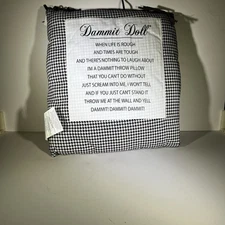 Dammit Doll
WHEN LIFE IS ROUGH
AND TIMES ARE TOUGH
AND THERE'S NOTHING TO LAUGH ABOUT
I'M A DAMMIT THROW PILLOW
THAT YOU CAN'T DO WITHOUT
JUST SCREAM INTO ME, I WON'T TELL
AND IF YOU JUST CAN'T STAND IT
THROW ME AT THE WALL AND YELL
DAMMIT! DAMMIT! DAMMIT!